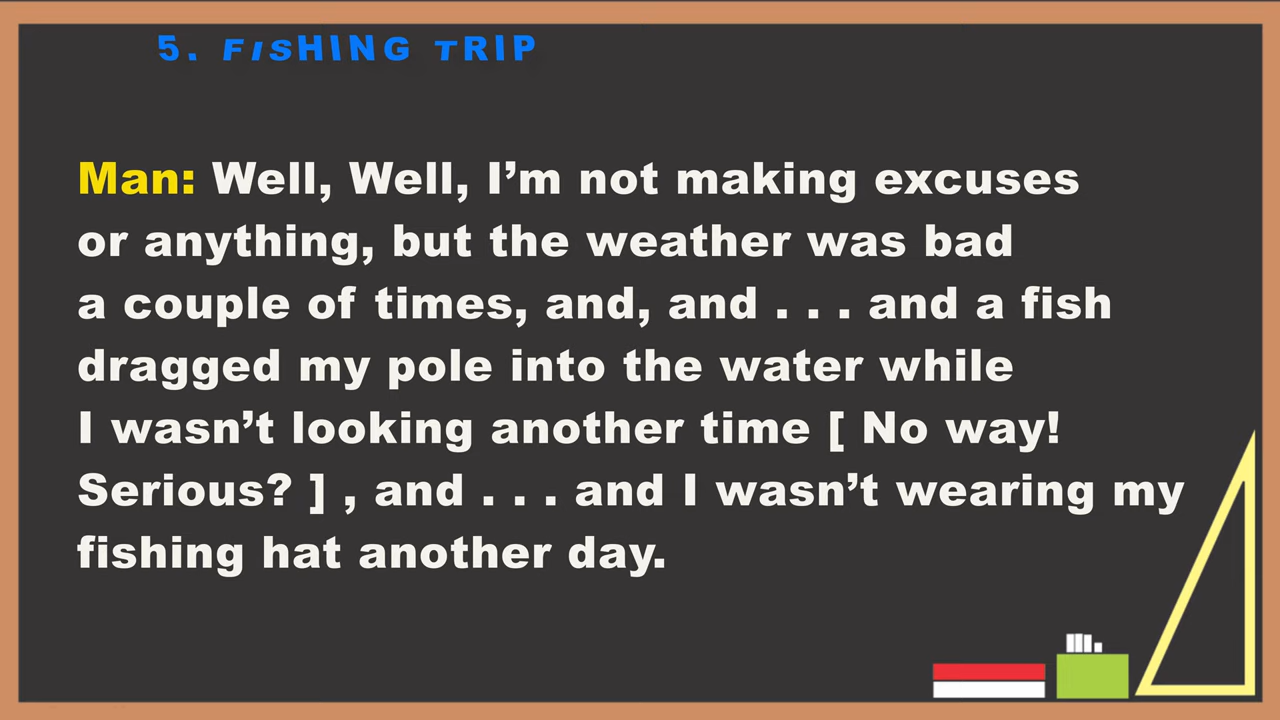 5. FISHING TRIP
Man: Well, Well, I’m not making excuses
or anything, but the weather was bad
a couple of times, and, and . . . and a fish
dragged my pole into the water while
I wasn’t looking another time [ No way!
Serious? ] , and . . . and I wasn’t wearing my
fishing hat another day.